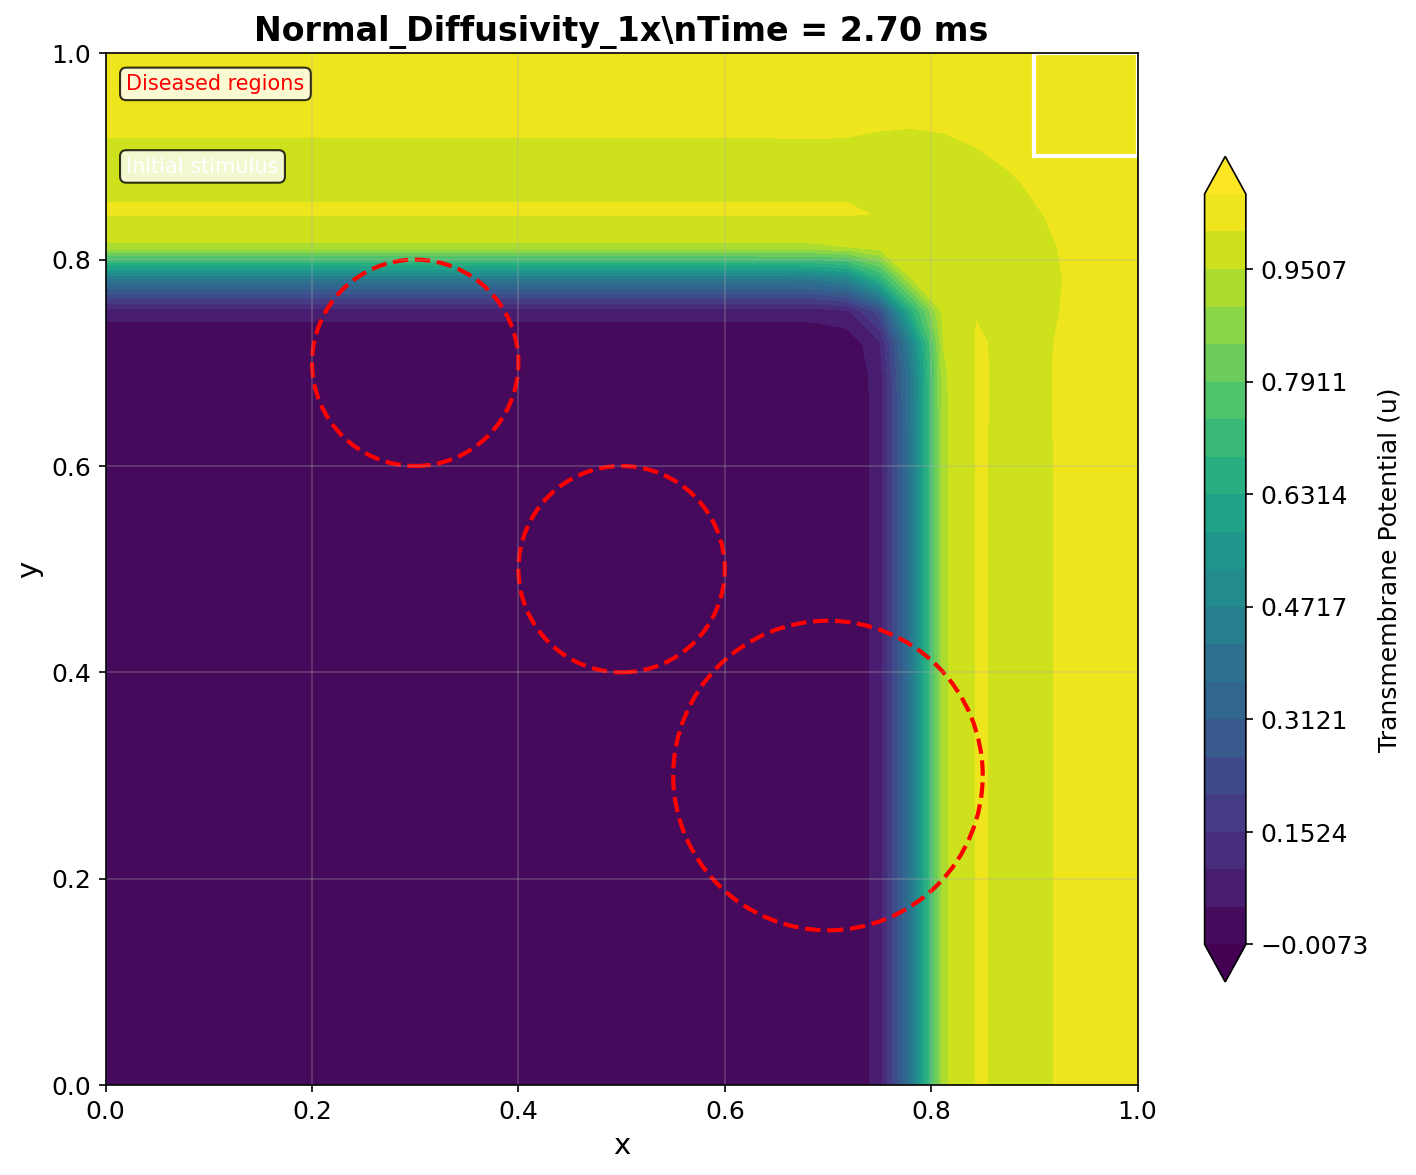 Normal_Diffusivity_1x\nTime = 2.70 ms
Diseased regions
Initial stimulus
1.0
0.8
0.6
0.4
0.2
0.0
y
0.0 0.2 0.4 0.6 0.8 1.0
x
0.9507
0.7911
0.6314
0.4717
0.3121
0.1524
−0.0073
Transmembrane Potential (u)